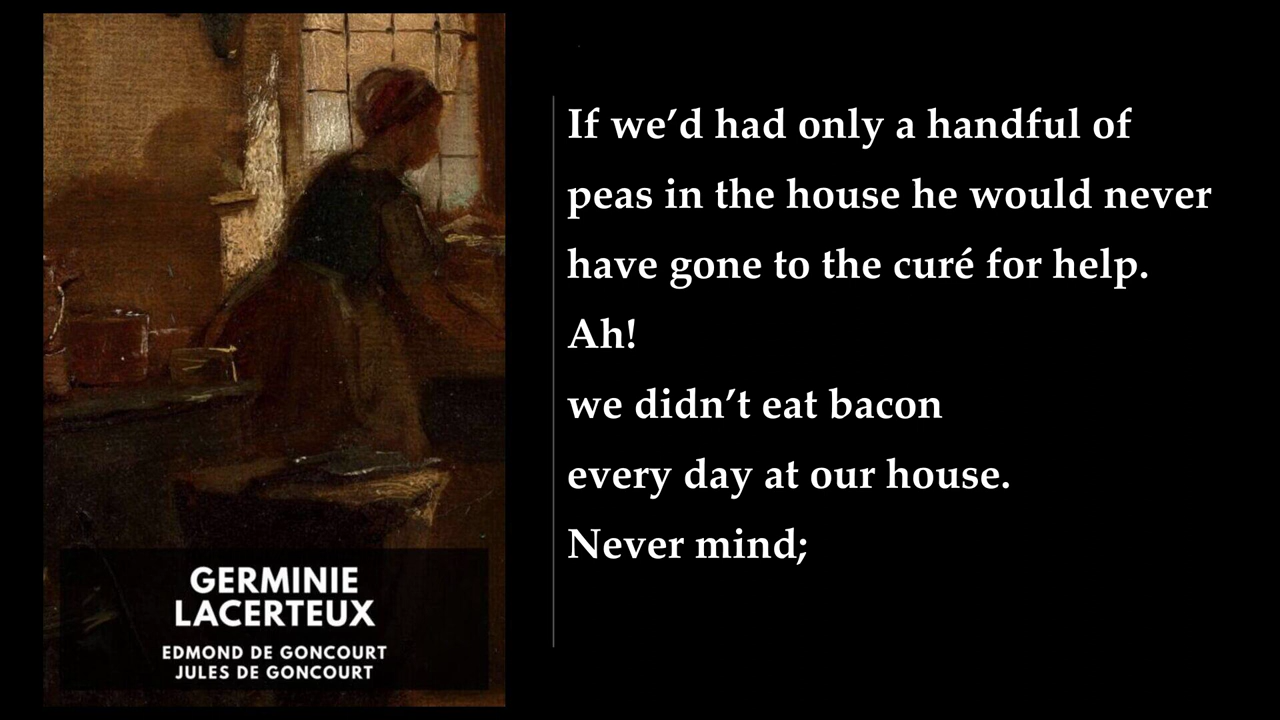 GERMINIE
LACERTEUX
EDMOND DE GONCOURT
JULES DE GONCOURT
If we’d had only a handful of
peas in the house he would never
have gone to the curé for help.
Ah!
we didn’t eat bacon
every day at our house.
Never mind;